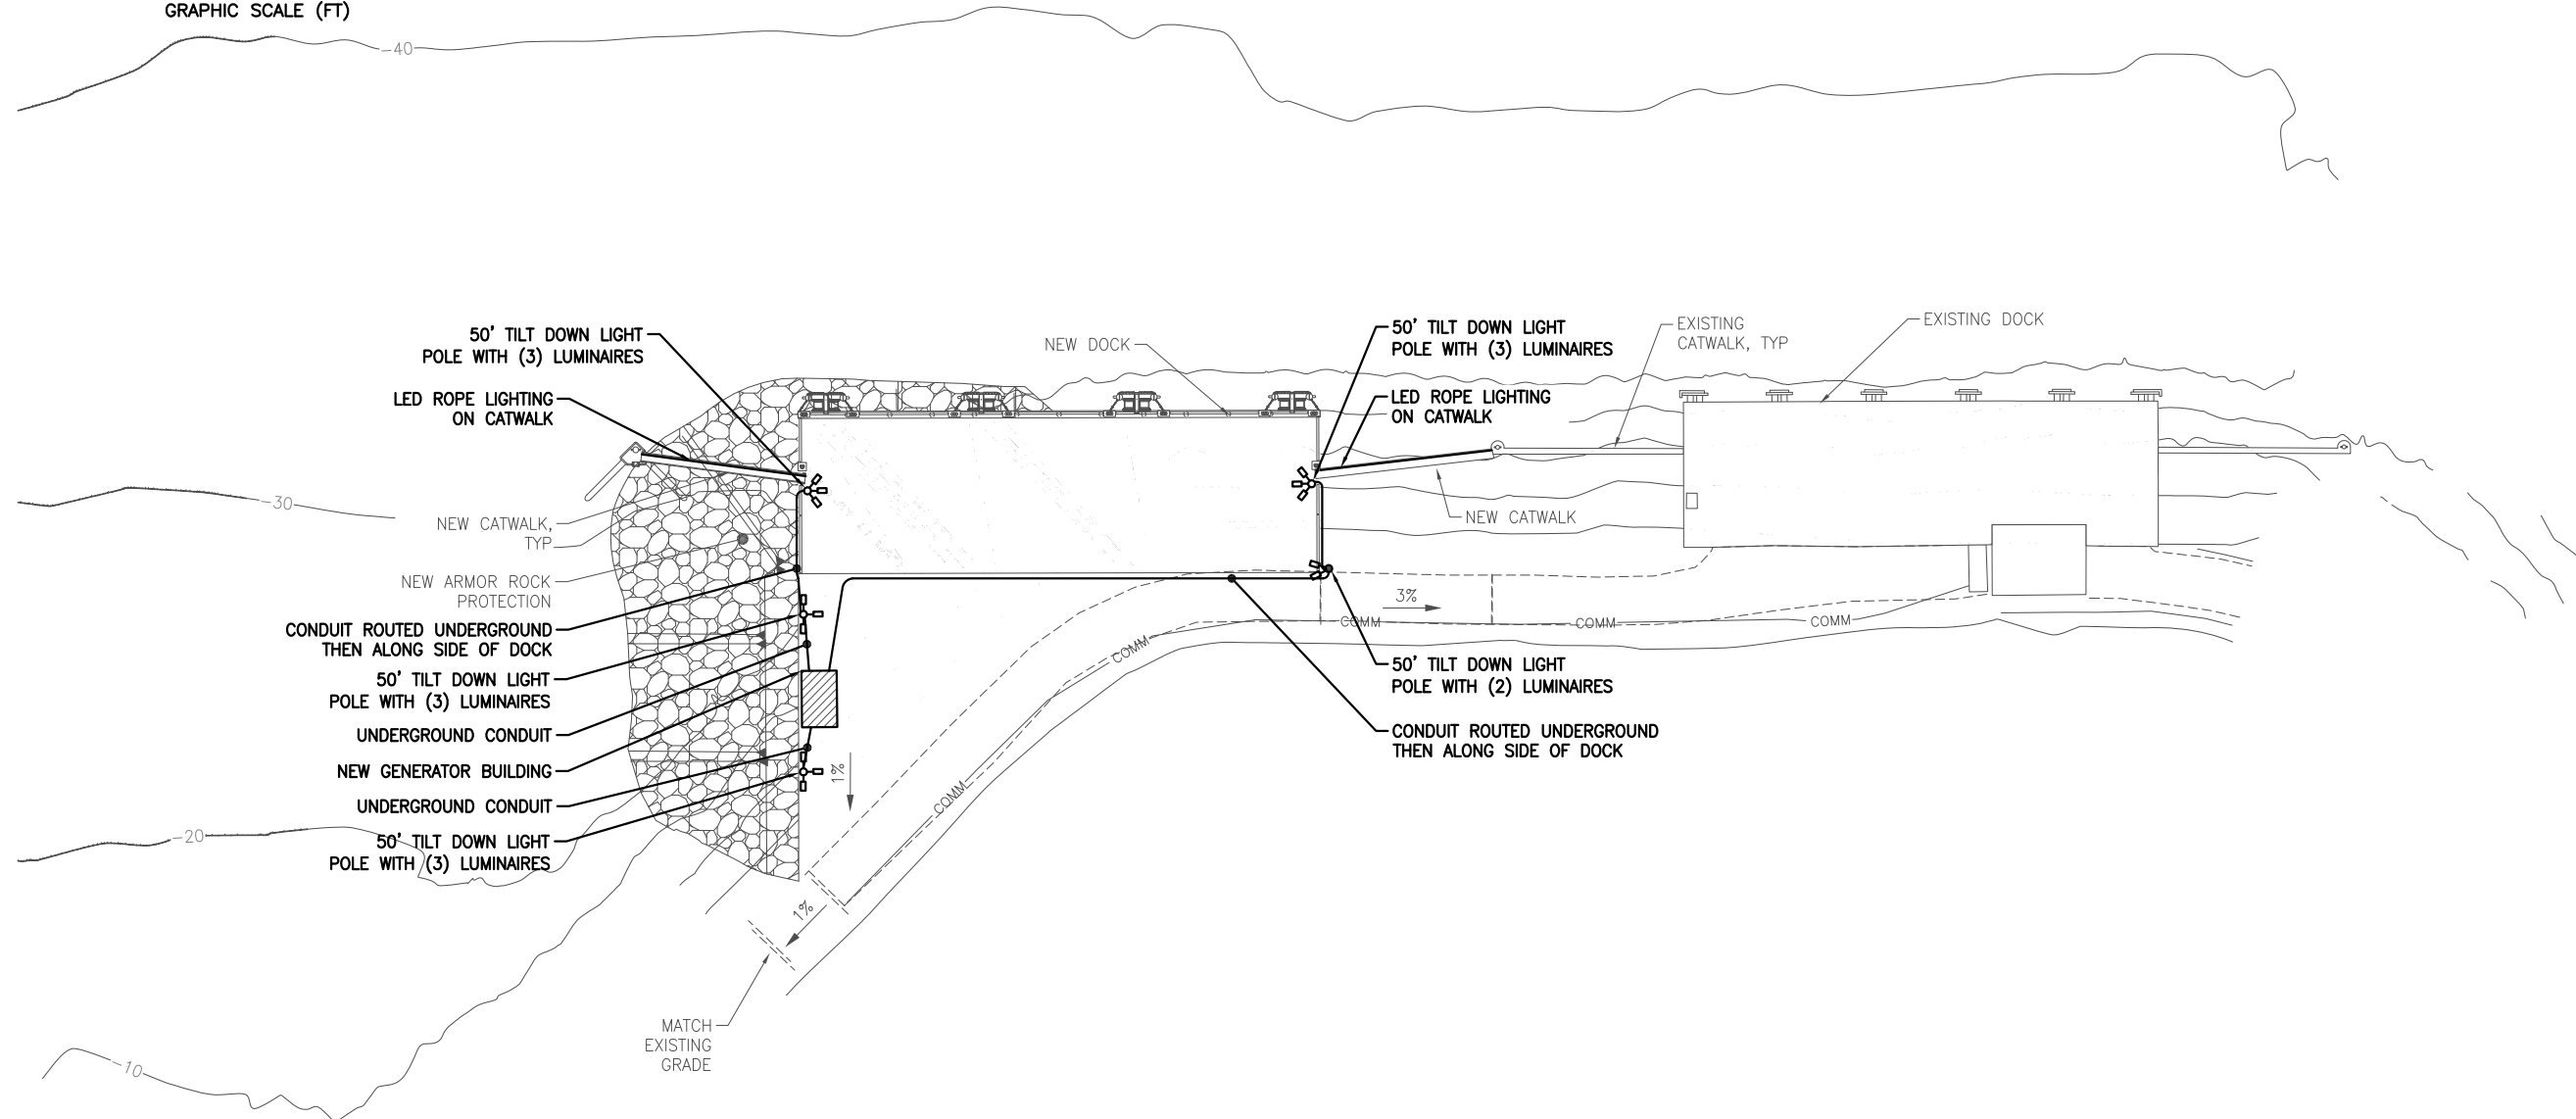 GRAPHIC SCALE (FT)
-40
50' TILT DOWN LIGHT
POLE WITH (3) LUMINAIRES
LED ROPE LIGHTING
ON CATWALK
NEW DOCK
50' TILT DOWN LIGHT
POLE WITH (3) LUMINAIRES
LED ROPE LIGHTING
ON CATWALK
EXISTING
CATWALK, TYP
EXISTING DOCK
-30
NEW CATWALK,
TYP
NEW CATWALK
NEW ARMOR ROCK
PROTECTION
3%
COMM
COMM
COMM
COMM
COMM
CONDUIT ROUTED UNDERGROUND
THEN ALONG SIDE OF DOCK
50' TILT DOWN LIGHT
POLE WITH (3) LUMINAIRES
UNDERGROUND CONDUIT
NEW GENERATOR BUILDING
UNDERGROUND CONDUIT
50' TILT DOWN LIGHT
POLE WITH (3) LUMINAIRES
50' TILT DOWN LIGHT
POLE WITH (2) LUMINAIRES
CONDUIT ROUTED UNDERGROUND
THEN ALONG SIDE OF DOCK
1%
-20
1%
MATCH
EXISTING
GRADE
-10